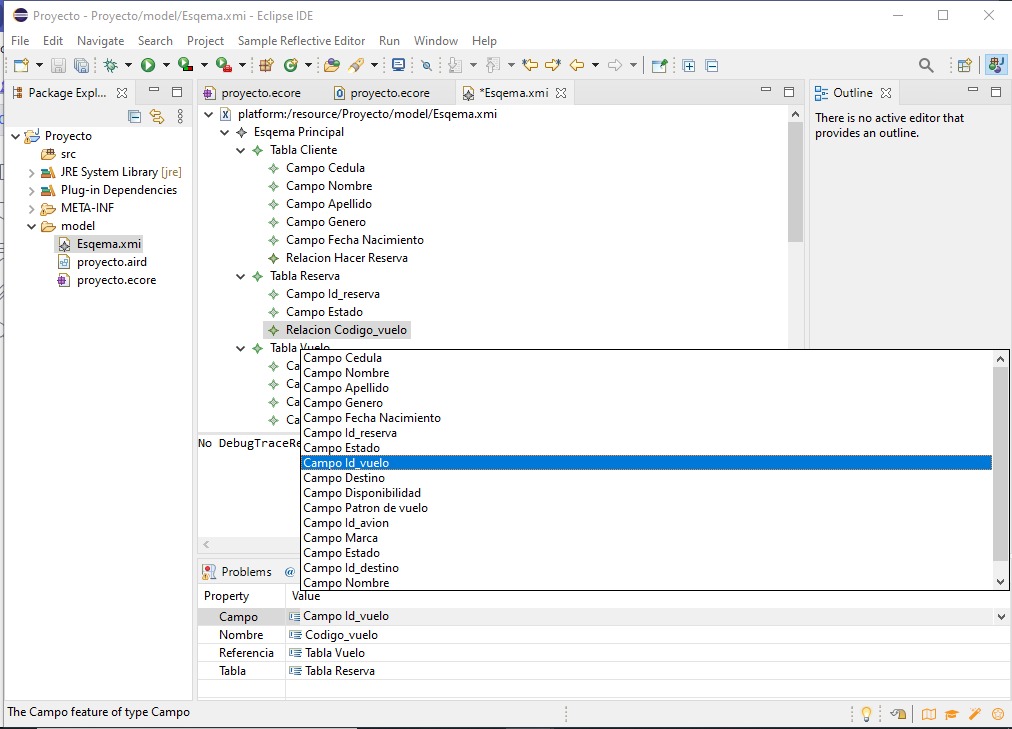 Proyecto - Proyecto/model/Esqema.xmi - Eclipse IDE
File Edit Navigate Search Project Sample Reflective Editor Run Window Help
Package Expl...
Proyecto
src
JRE System Library [jre]
Plug-in Dependencies
META-INF
model
Esqema.xmi
proyecto.aird
proyecto.ecore
proyecto.ecore proyecto.ecore *Esqema.xmi
platform:/resource/Proyecto/model/Esqema.xmi
Esqema Principal
Tabla Cliente
Campo Cedula
Campo Nombre
Campo Apellido
Campo Genero
Campo Fecha Nacimiento
Relacion Hacer Reserva
Tabla Reserva
Campo Id_reserva
Campo Estado
Relacion Codigo_vuelo
Tabla Vuelo
Ca
Ca
Ca
Ca
No DebugTraceRe
Campo Cedula
Campo Nombre
Campo Apellido
Campo Genero
Campo Fecha Nacimiento
Campo Id_reserva
Campo Estado
Campo Id_vuelo
Campo Destino
Campo Disponibilidad
Campo Patron de vuelo
Campo Id_avion
Campo Marca
Campo Estado
Campo Id_destino
Campo Nombre
Outline
There is no active editor that
provides an outline.
Problems @
Property Value
Campo Campo Id_vuelo
Nombre Codigo_vuelo
Referencia Tabla Vuelo
Tabla Tabla Reserva
The Campo feature of type Campo